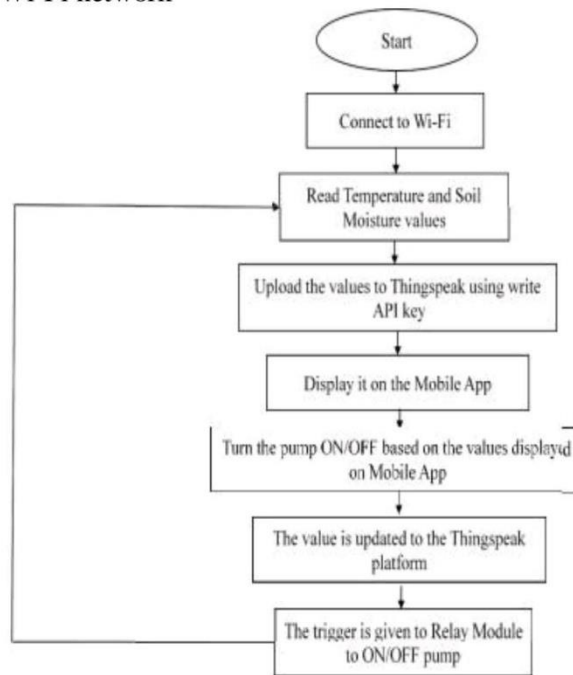 Wi-Fi network
Start
Connect to Wi-Fi
Read Temperature and Soil
Moisture values
Upload the values to Thingspeak using write
API key
Display it on the Mobile App
Turn the pump ON/OFF based on the values displayed
on Mobile App
The value is updated to the Thingspeak
platform
The trigger is given to Relay Module
to ON/OFF pump